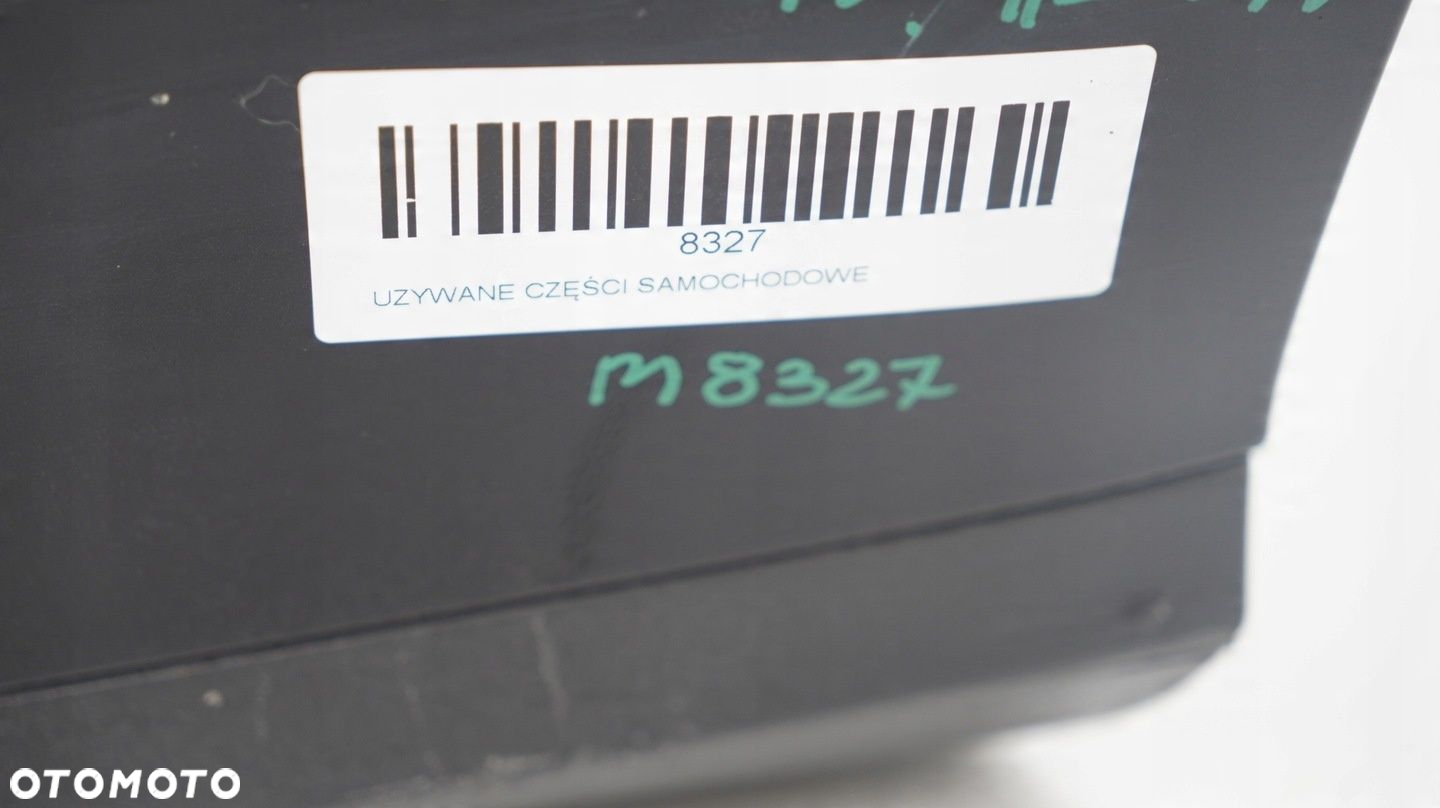 8327
UZYWANE CZĘŚCI SAMOCHODOWE
M8327
OTOMOTO